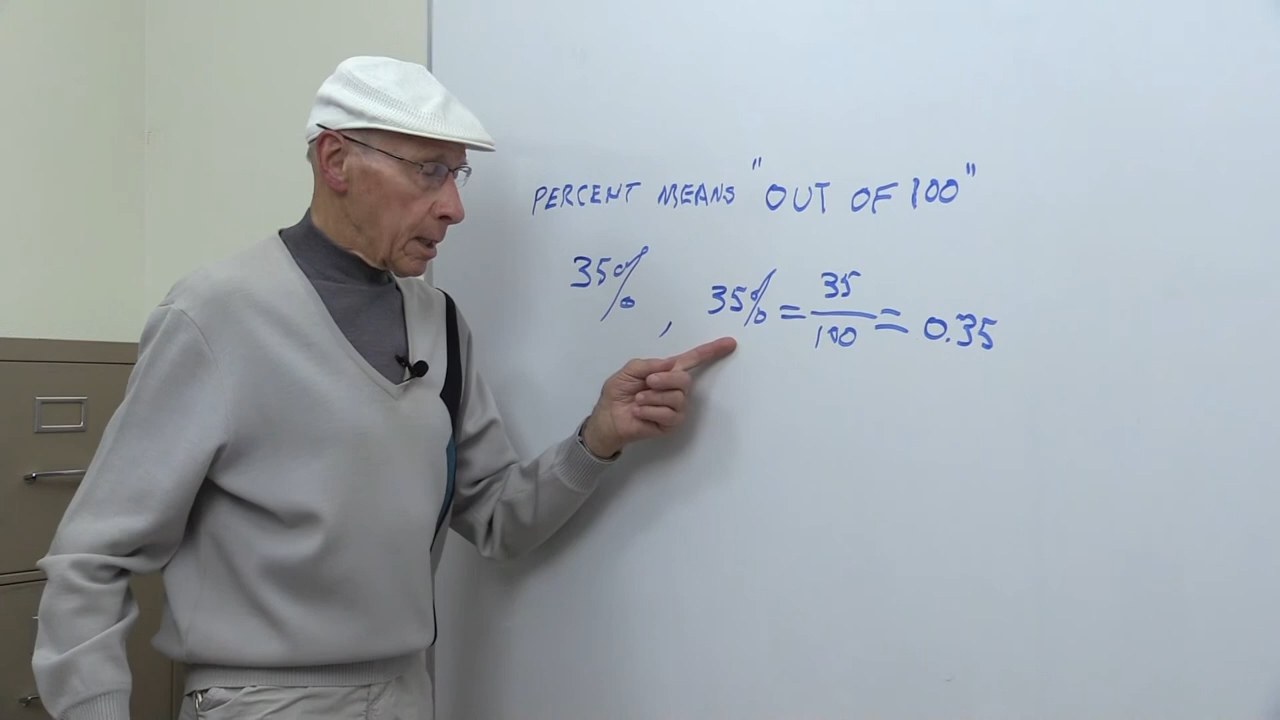 PERCENT MEANS "OUT OF 100"
35% , 35% = 35/100 = 0.35